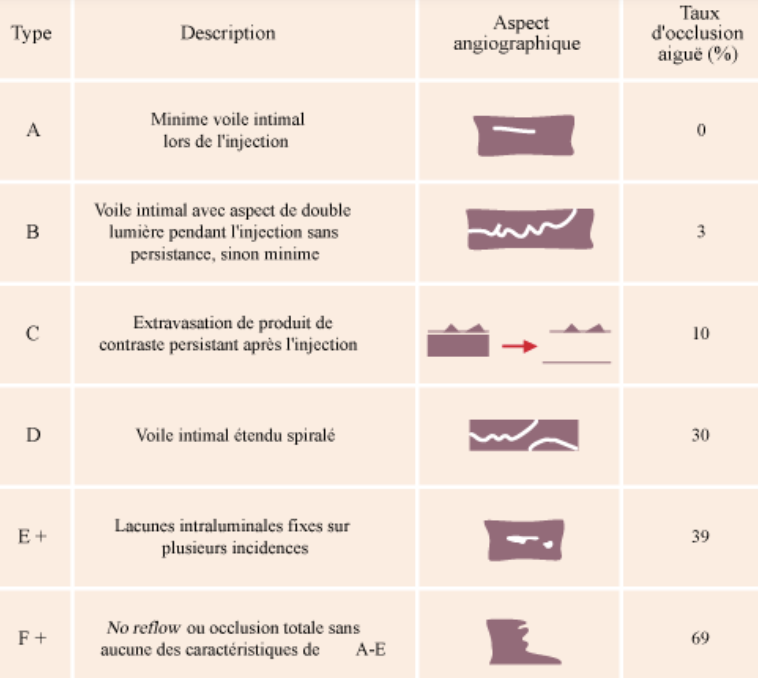 Type
Description
Aspect
angiographique
Taux
d'occlusion
aiguë (%)
A
Minime voile intimal
lors de l'injection
0
B
Voile intimal avec aspect de double
lumière pendant l'injection sans
persistance, sinon minime
3
C
Extravasation de produit de
contraste persistant après l'injection
10
D
Voile intimal étendu spiralé
30
E +
Lacunes intraluminales fixes sur
plusieurs incidences
39
F +
No reflow ou occlusion totale sans
aucune des caractéristiques de A-E
69